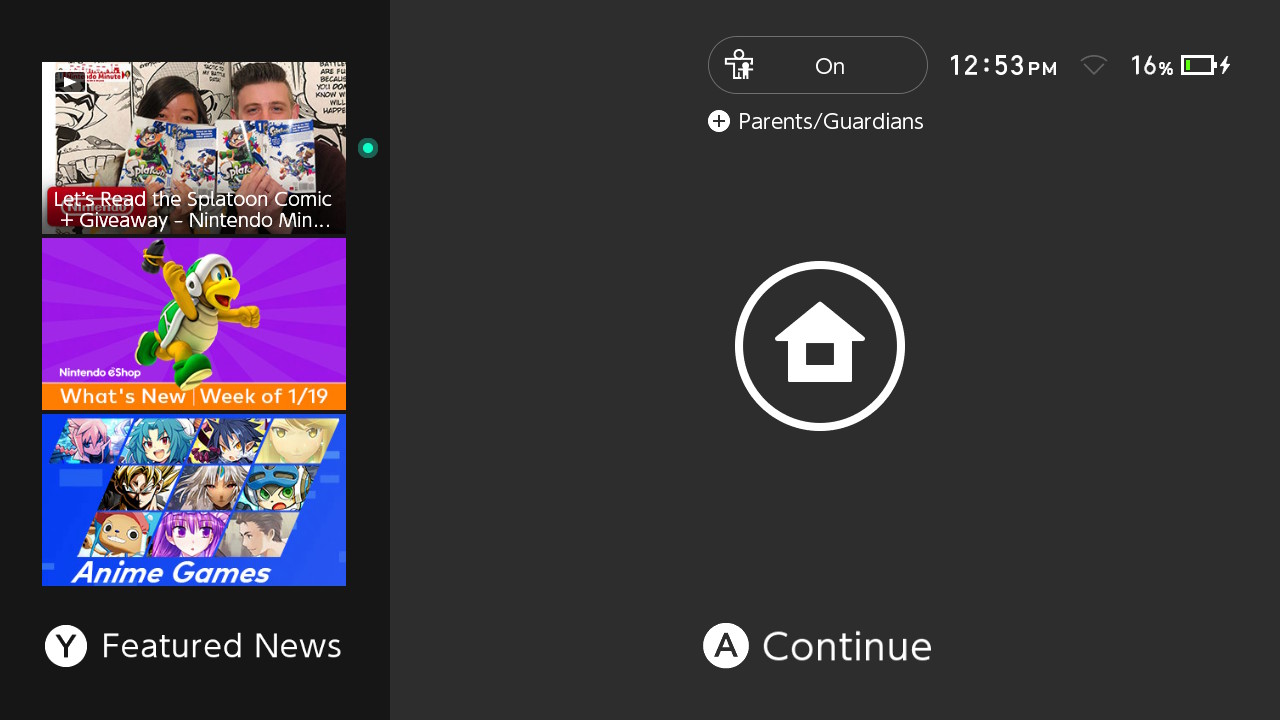 Let's Read the Splatoon Comic
+ Giveaway – Nintendo Min...
Nintendo eShop
What's New | Week of 1/19
Anime Games
Y Featured News
On
12:53PM
16%
+ Parents/Guardians
A Continue